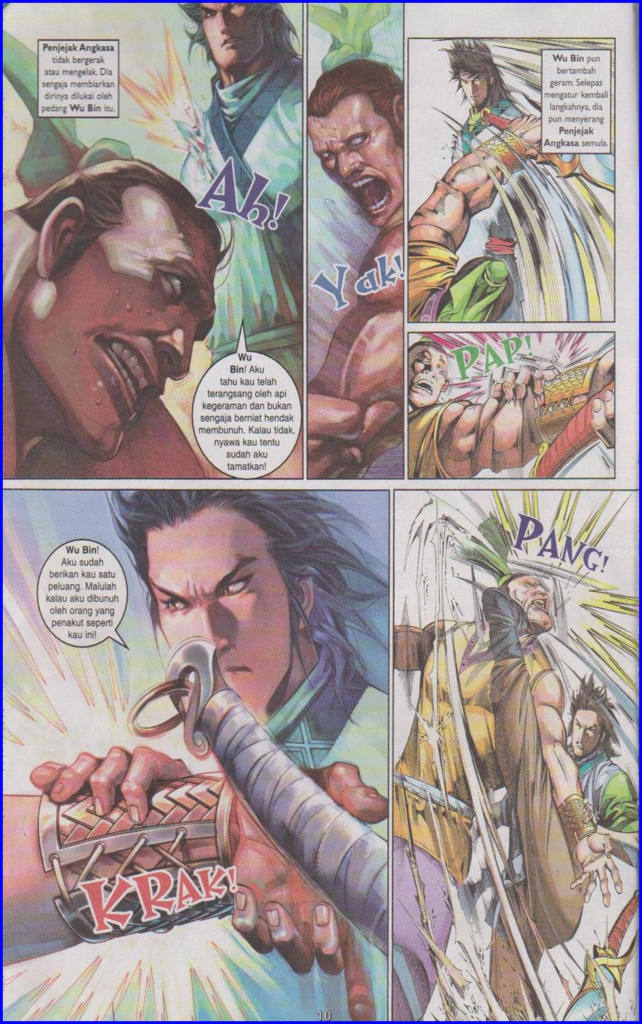 Penjejak Angkasa
tidak bergerak
atau mengelak. Dia
sengaja membiarkan
dirinya dilukai oleh
pedang Wu Bin itu.
Ah!
Wu
Bin! Aku
tahu kau telah
terangsang oleh api
kegeraman dan bukan
sengaja berniat hendak
membunuh. Kalau tidak,
nyawa kau tentu
sudah aku
tamatkan!
Yak!
Wu Bin pun
bertambah
geram. Selepas
mengatur kembali
langkahnya, dia
pun menyerang
Penjejak
Angkasa semula.
PAP!
Wu Bin!
Aku sudah
berikan kau satu
peluang. Malulah
kalau aku dibunuh
oleh orang yang
penakut seperti
kau ini!
KRAK!
PANG!
10